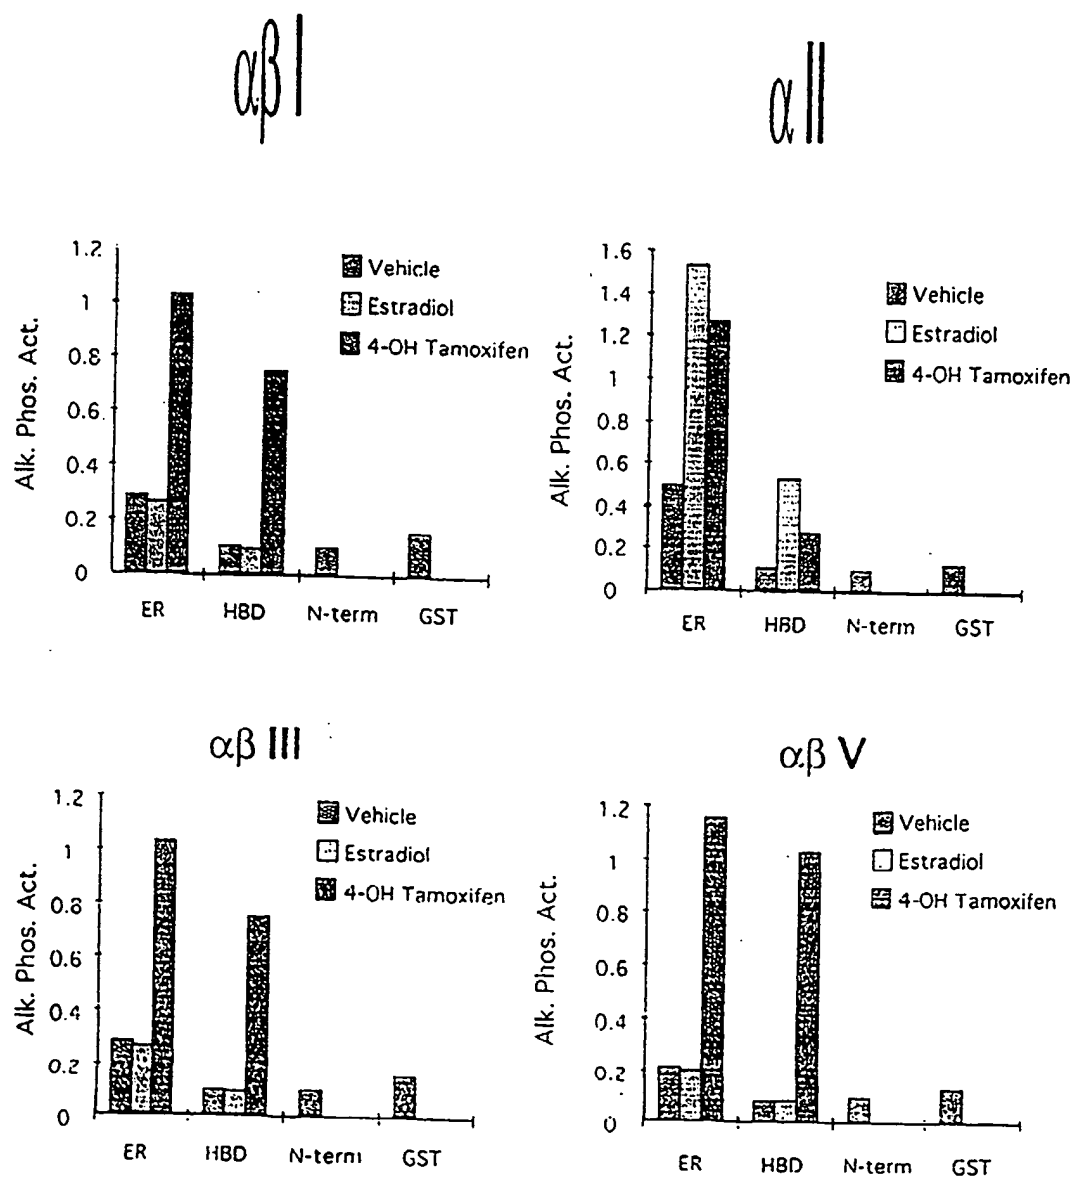 αβ I
Alk. Phos. Act.
1.2
1
0.8
0.6
0.4
0.2
0
Vehicle
Estradiol
4-OH Tamoxifen
ER HBD N-term GST
α II
Alk. Phos. Act.
1.6
1.4
1.2
1
0.8
0.6
0.4
0.2
0
Vehicle
Estradiol
4-OH Tamoxifen
ER HBD N-term GST
αβ III
Alk. Phos. Act.
1.2
1
0.8
0.6
0.4
0.2
0
Vehicle
Estradiol
4-OH Tamoxifen
ER HBD N-term GST
αβ V
Alk. Phos. Act.
1.2
1
0.8
0.6
0.4
0.2
0
Vehicle
Estradiol
4-OH Tamoxifen
ER HBD N-term GST